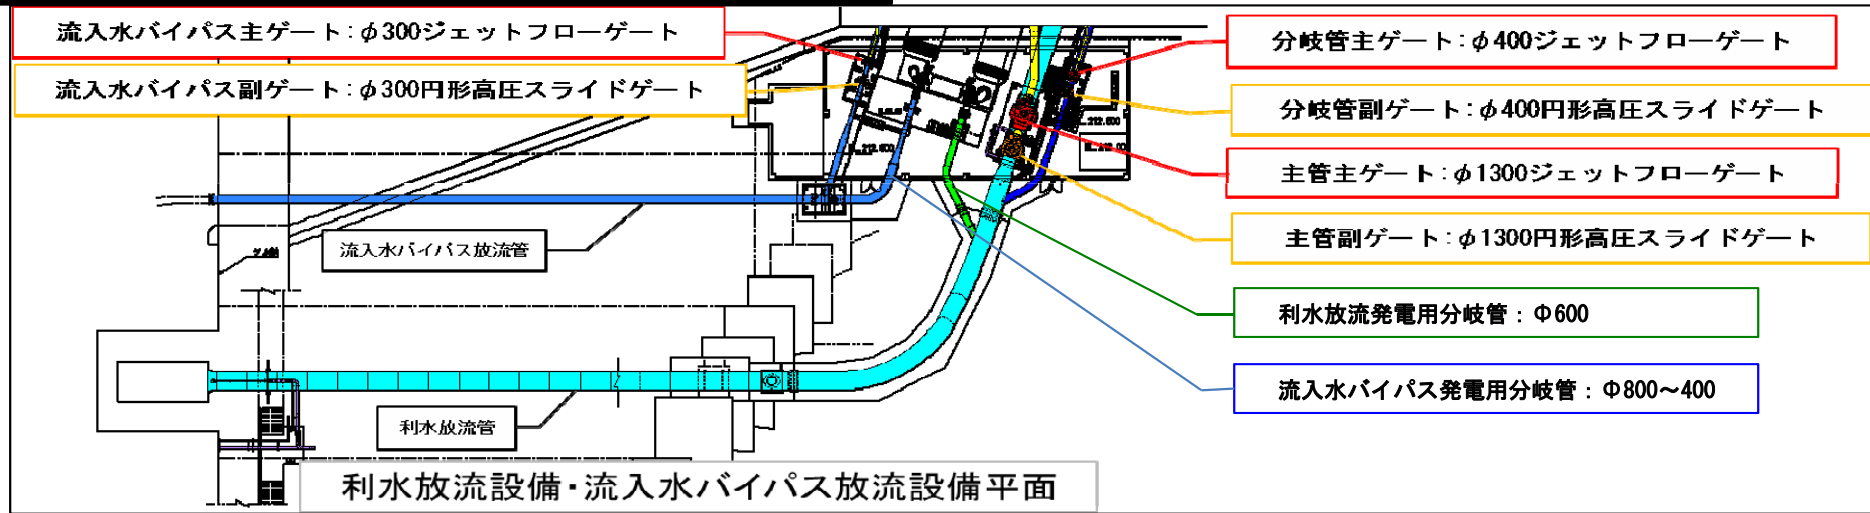 流入水バイパス主ゲート：φ300ジェットフローゲート
流入水バイパス副ゲート：φ300円形高圧スライドゲート
分岐管主ゲート：φ400ジェットフローゲート
分岐管副ゲート：φ400円形高圧スライドゲート
主管主ゲート：φ1300ジェットフローゲート
主管副ゲート：φ1300円形高圧スライドゲート
利水放流発電用分岐管：Φ600
流入水バイパス発電用分岐管：Φ800～400
流入水バイパス放流管
利水放流管
利水放流設備・流入水バイパス放流設備平面